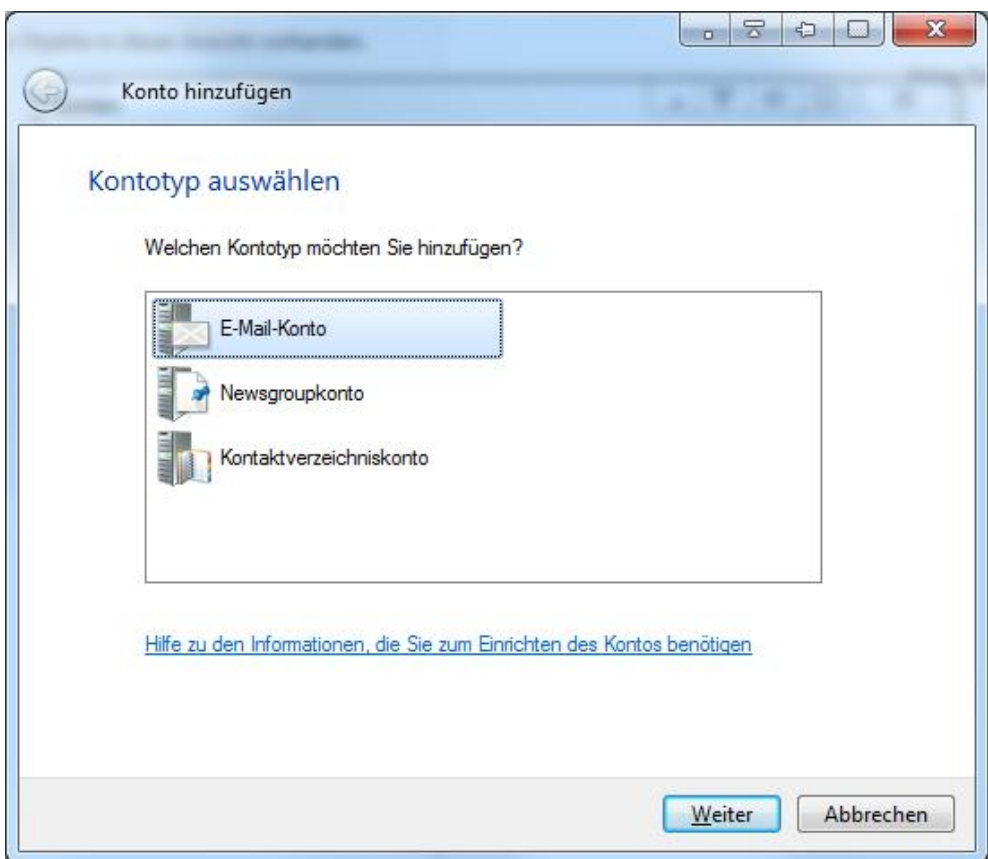 Konto hinzufügen
Kontotyp auswählen
Welchen Kontotyp möchten Sie hinzufügen?
E-Mail-Konto
Newsgroupkonto
Kontaktverzeichniskonto
Hilfe zu den Informationen, die Sie zum Einrichten des Kontos benötigen
Weiter
Abbrechen